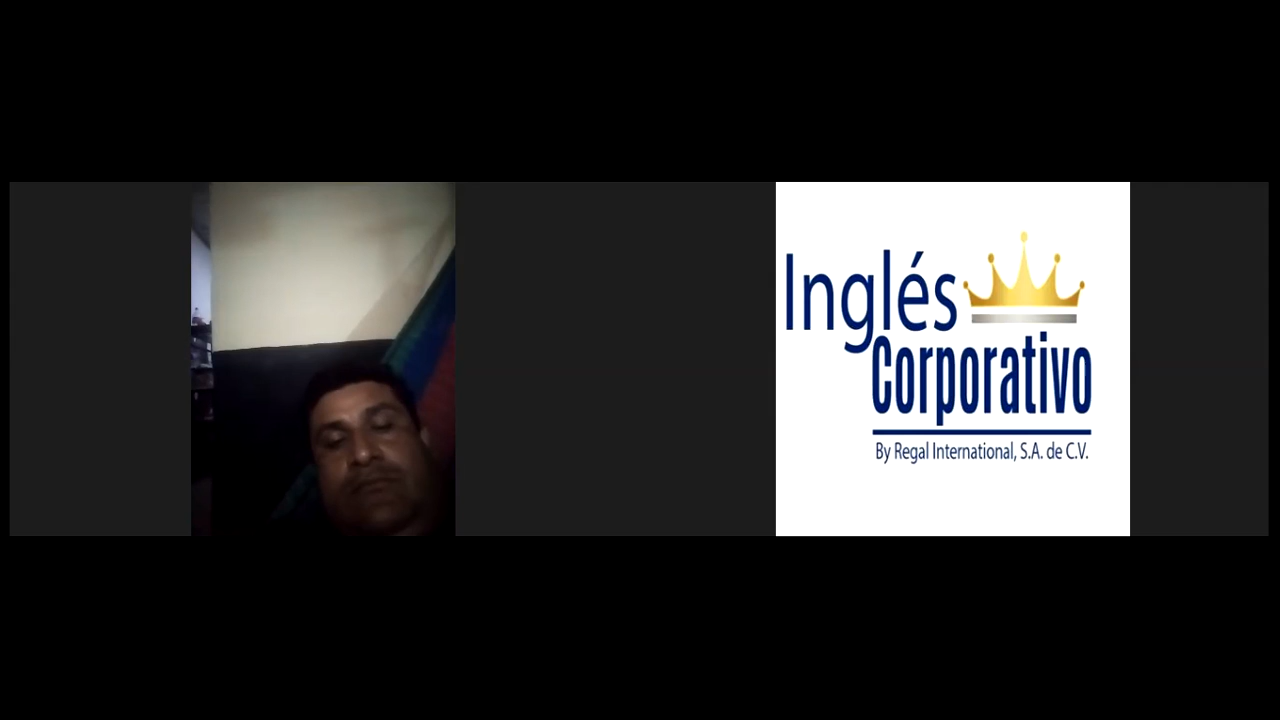 Inglés
Corporativo
By Regal International, S.A. de C.V.